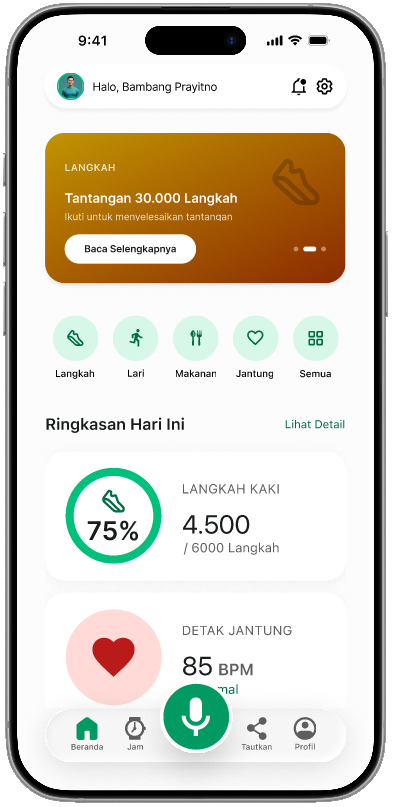 9:41
Halo, Bambang Prayitno
LANGKAH
Tantangan 30.000 Langkah
Ikuti untuk menyelesaikan tantangan
Baca Selengkapnya
Langkah Lari Makanan Jantung Semua
Ringkasan Hari Ini Lihat Detail
LANGKAH KAKI
75% 4.500
/ 6000 Langkah
DETAK JANTUNG
85 BPM
Beranda Jam Tautkan Profil